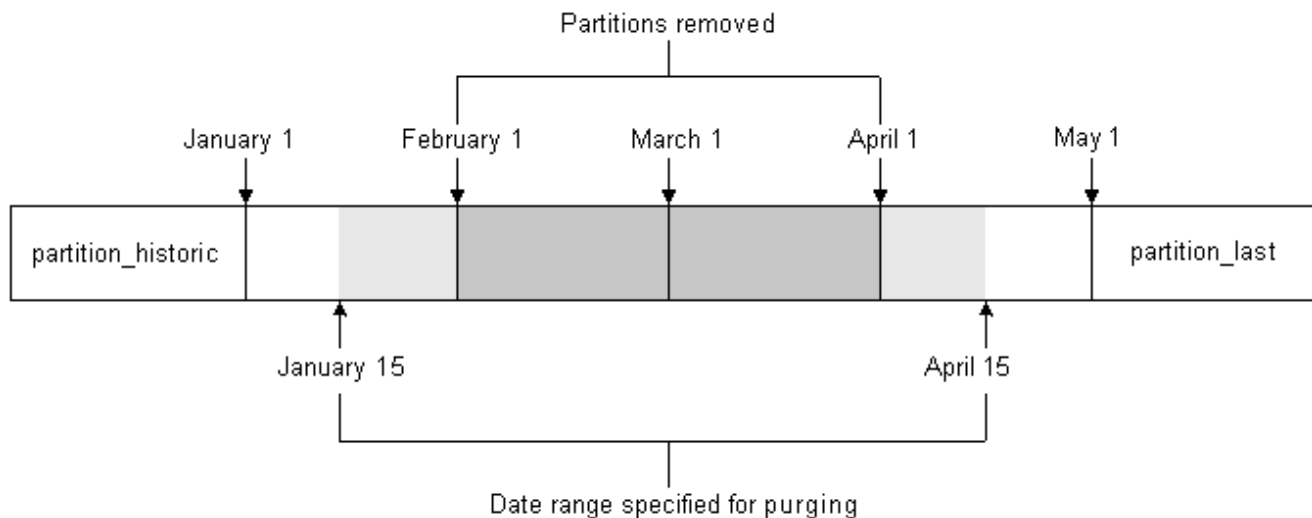 Partitions removed
January 1
February 1
March 1
April 1
May 1
partition_historic
partition_last
January 15
April 15
Date range specified for purging